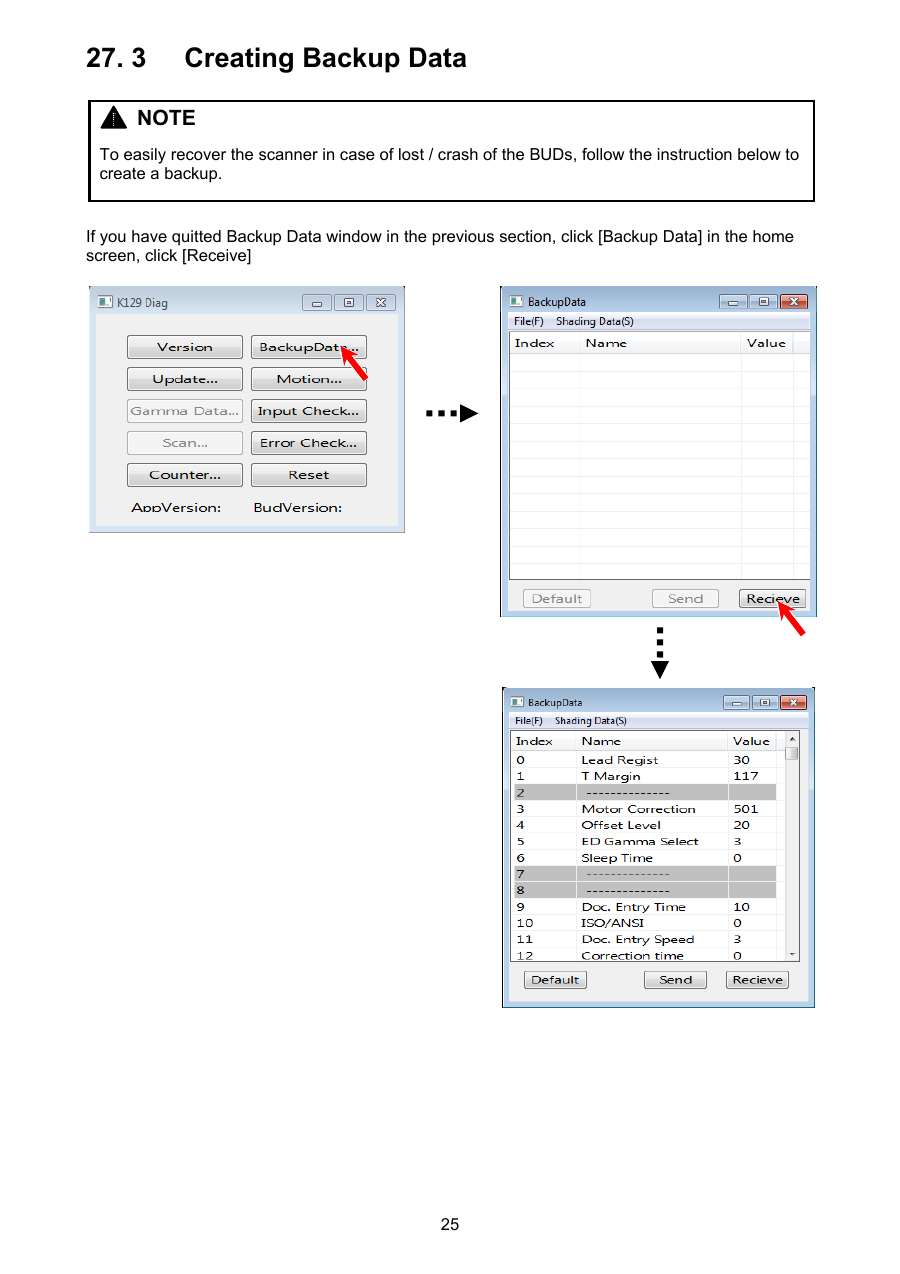 27. 3 Creating Backup Data
NOTE
To easily recover the scanner in case of lost / crash of the BUDs, follow the instruction below to
create a backup.
If you have quitted Backup Data window in the previous section, click [Backup Data] in the home
screen, click [Receive]
K129 Diag
Version BackupData...
Update... Motion...
Gamma Data... Input Check...
Scan... Error Check...
Counter... Reset
AppVersion: BudVersion:
BackupData
File(F) Shading Data(S)
Index Name Value
Default Send Recieve
BackupData
File(F) Shading Data(S)
Index Name Value
0 Lead Regist 30
1 T Margin 117
2 --------------
3 Motor Correction 501
4 Offset Level 20
5 ED Gamma Select 3
6 Sleep Time 0
7 --------------
8 --------------
9 Doc. Entry Time 10
10 ISO/ANSI 0
11 Doc. Entry Speed 3
12 Correction time 0
Default Send Recieve
25